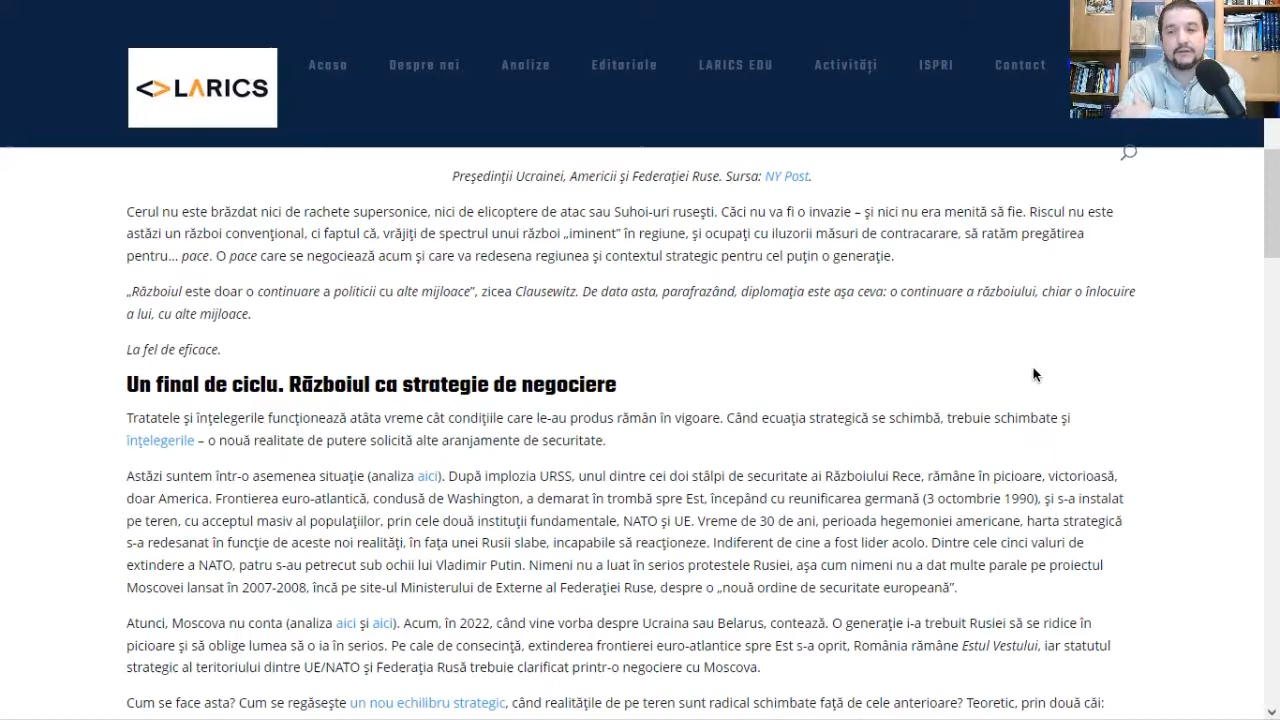 <> LARICS
Acasa Despre noi Analize Editoriale LARICS EDU Activități ISPRI Contact
Președinții Ucrainei, Americii și Federației Ruse. Sursa: NY Post.
Cerul nu este brăzdat nici de rachete supersonice, nici de elicoptere de atac sau Suhoi-uri rusești. Căci nu va fi o invazie – și nici nu era menită să fie. Riscul nu este
astăzi un război convențional, ci faptul că, vrăjiți de spectrul unui război „iminent” în regiune, și ocupați cu iluzorii măsuri de contracarare, să ratăm pregătirea
pentru… pace. O pace care se negociează acum și care va redesena regiunea și contextul strategic pentru cel puțin o generație.
„Războiul este doar o continuare a politicii cu alte mijloace”, zicea Clausewitz. De data asta, parafrazând, diplomația este așa ceva: o continuare a războiului, chiar o înlocuire
a lui, cu alte mijloace.
La fel de eficace.
Un final de ciclu. Războiul ca strategie de negociere
Tratatele și înțelegerile funcționează atâta vreme cât condițiile care le-au produs rămân în vigoare. Când ecuația strategică se schimbă, trebuie schimbate și
înțelegerile – o nouă realitate de putere solicită alte aranjamente de securitate.
Astăzi suntem într-o asemenea situație (analiza aici). După implozia URSS, unul dintre cei doi stâlpi de securitate ai Războiului Rece, rămâne în picioare, victorioasă,
doar America. Frontiera euro-atlantică, condusă de Washington, a demarat în trombă spre Est, începând cu reunificarea germană (3 octombrie 1990), și s-a instalat
pe teren, cu acceptul masiv al populațiilor, prin cele două instituții fundamentale, NATO și UE. Vreme de 30 de ani, perioada hegemoniei americane, harta strategică
s-a redesanat în funcție de aceste noi realități, în fața unei Rusii slabe, incapabile să reacționeze. Indiferent de cine a fost lider acolo. Dintre cele cinci valuri de
extindere a NATO, patru s-au petrecut sub ochii lui Vladimir Putin. Nimeni nu a luat în serios protestele Rusiei, așa cum nimeni nu a dat multe parale pe proiectul
Moscovei lansat în 2007-2008, încă pe site-ul Ministerului de Externe al Federației Ruse, despre o „nouă ordine de securitate europeană”.
Atunci, Moscova nu conta (analiza aici și aici). Acum, în 2022, când vine vorba despre Ucraina sau Belarus, contează. O generație i-a trebuit Rusiei să se ridice în
picioare și să oblige lumea să o ia în serios. Pe cale de consecință, extinderea frontierei euro-atlantice spre Est s-a oprit, România rămâne Estul Vestului, iar statutul
strategic al teritoriului dintre UE/NATO și Federația Rusă trebuie clarificat printr-o negociere cu Moscova.
Cum se face asta? Cum se regăsește un nou echilibru strategic, când realitățile de pe teren sunt radical schimbate față de cele anterioare? Teoretic, prin două căi: